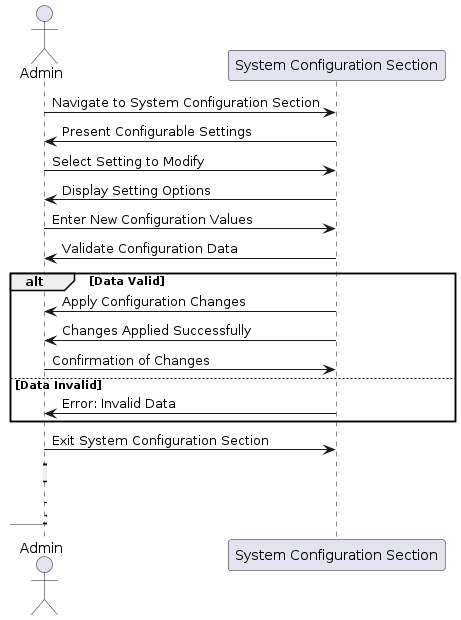 Admin
System Configuration Section
Navigate to System Configuration Section
Present Configurable Settings
Select Setting to Modify
Display Setting Options
Enter New Configuration Values
Validate Configuration Data
alt [Data Valid]
Apply Configuration Changes
Changes Applied Successfully
Confirmation of Changes
[Data Invalid]
Error: Invalid Data
Exit System Configuration Section
Admin
System Configuration Section